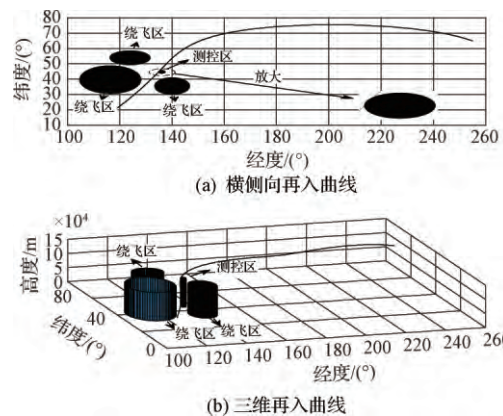 80
70
60
50
40
30
20
10
纬度/(°)
绕飞区
测控区
放大
绕飞区
绕飞区
100 120 140 160 180 200 220 240 260
经度/(°)
(a) 横侧向再入曲线
×10⁴
15
10
5
0
高度/m
绕飞区
测控区
绕飞区
绕飞区
80
40
0
纬度/(°)
100 120 140 160 180 200 220 240 260
经度/(°)
(b) 三维再入曲线